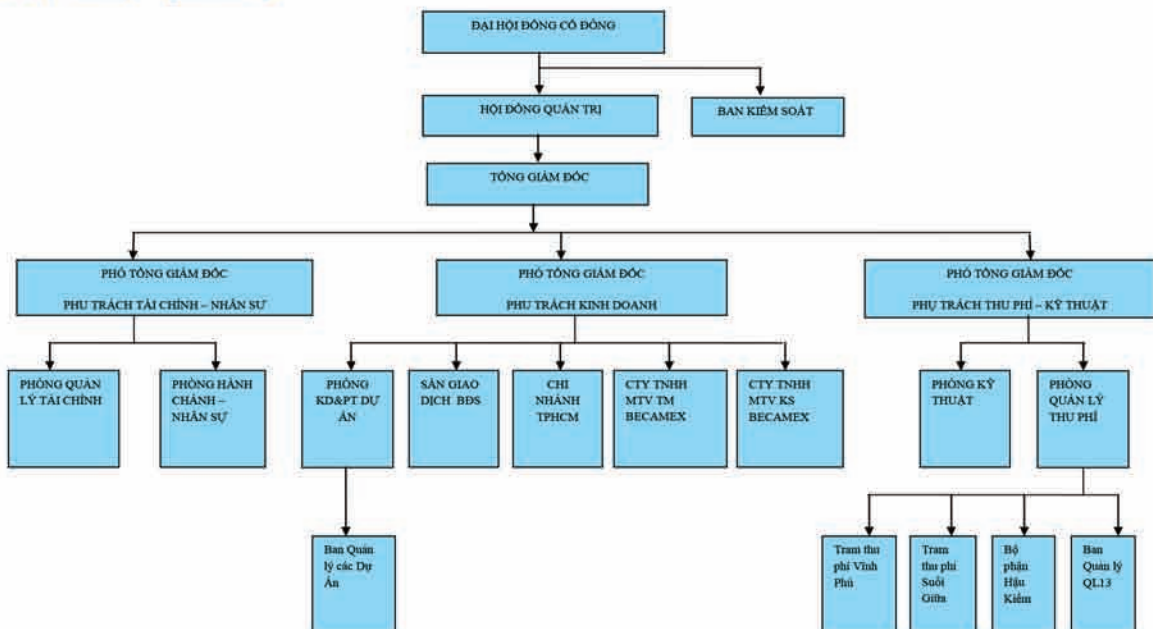 ĐẠI HỘI ĐỒNG CỔ ĐÔNG
HỘI ĐỒNG QUẢN TRỊ
BAN KIỂM SOÁT
TỔNG GIÁM ĐỐC
PHÓ TỔNG GIÁM ĐỐC
PHỤ TRÁCH TÀI CHÍNH – NHÂN SỰ
PHÓ TỔNG GIÁM ĐỐC
PHỤ TRÁCH KINH DOANH
PHÓ TỔNG GIÁM ĐỐC
PHỤ TRÁCH THU PHÍ – KỸ THUẬT
PHÒNG QUẢN
LÝ TÀI CHÍNH
PHÒNG HÀNH
CHÁNH –
NHÂN SỰ
PHÒNG
KD&PT DỰ
ÁN
SÀN GIAO
DỊCH BĐS
CHI
NHÁNH
TPHCM
CTY TNHH
MTV TM
BECAMEX
CTY TNHH
MTV KS
BECAMEX
PHÒNG KỸ
THUẬT
PHÒNG
QUẢN LÝ
THU PHÍ
Ban Quản
lý các Dự
Án
Trạm thu
phí Vĩnh
Phú
Trạm thu
phí
Suối
Giữa
Bộ
phận
Hậu
Kiểm
Ban
Quản lý
QL13